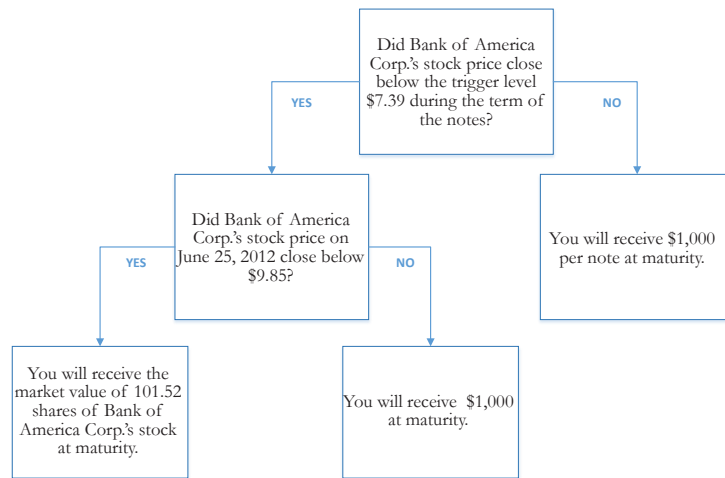 Did Bank of America
Corp.'s stock price close
below the trigger level
$7.39 during the term of
the notes?
YES
NO
Did Bank of America
Corp.'s stock price on
June 25, 2012 close below
$9.85?
You will receive $1,000
per note at maturity.
YES
NO
You will receive the
market value of 101.52
shares of Bank of
America Corp.'s stock
at maturity.
You will receive $1,000
at maturity.